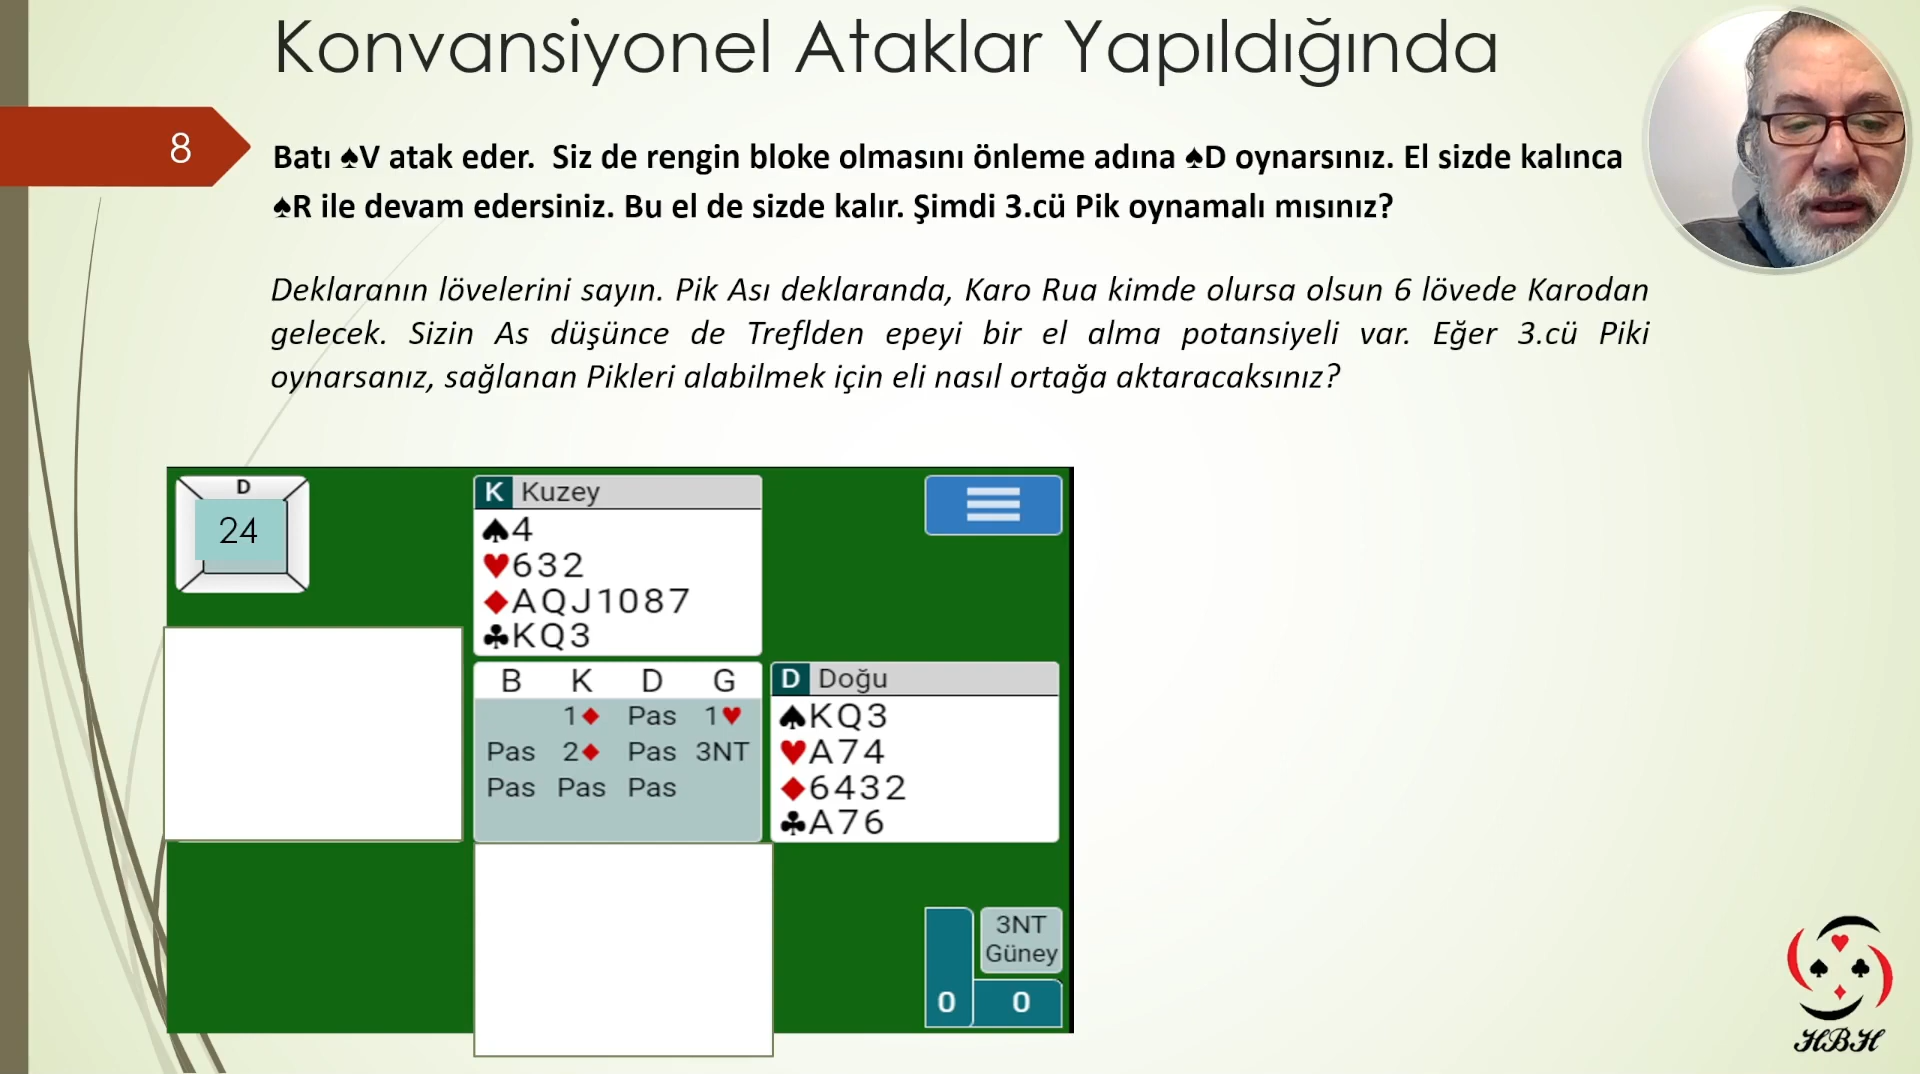 Konvansiyonel Ataklar Yapıldığında
8
Batı ♠V atak eder. Siz de rengin bloke olmasını önleme adına ♠D oynarsınız. El sizde kalınca
♠R ile devam edersiniz. Bu el de sizde kalır. Şimdi 3.cü Pik oynamalı mısınız?
Deklaranın lövelerini sayın. Pik Ası deklaranda, Karo Rua kimde olursa olsun 6 lövede Karodan
gelecek. Sizin As düşünce de Treflden epeyi bir el alma potansiyeli var. Eğer 3.cü Piki
oynarsanız, sağlanan Pikleri alabilmek için eli nasıl ortağa aktaracaksınız?
D
24
K Kuzey
♠4
♥632
♦AQJ1087
♣KQ3
B K D G
1♦ Pas 1♥
Pas 2♦ Pas 3NT
Pas Pas Pas
D Doğu
♠KQ3
♥A74
♦6432
♣A76
3NT
Güney
0 0
HBH